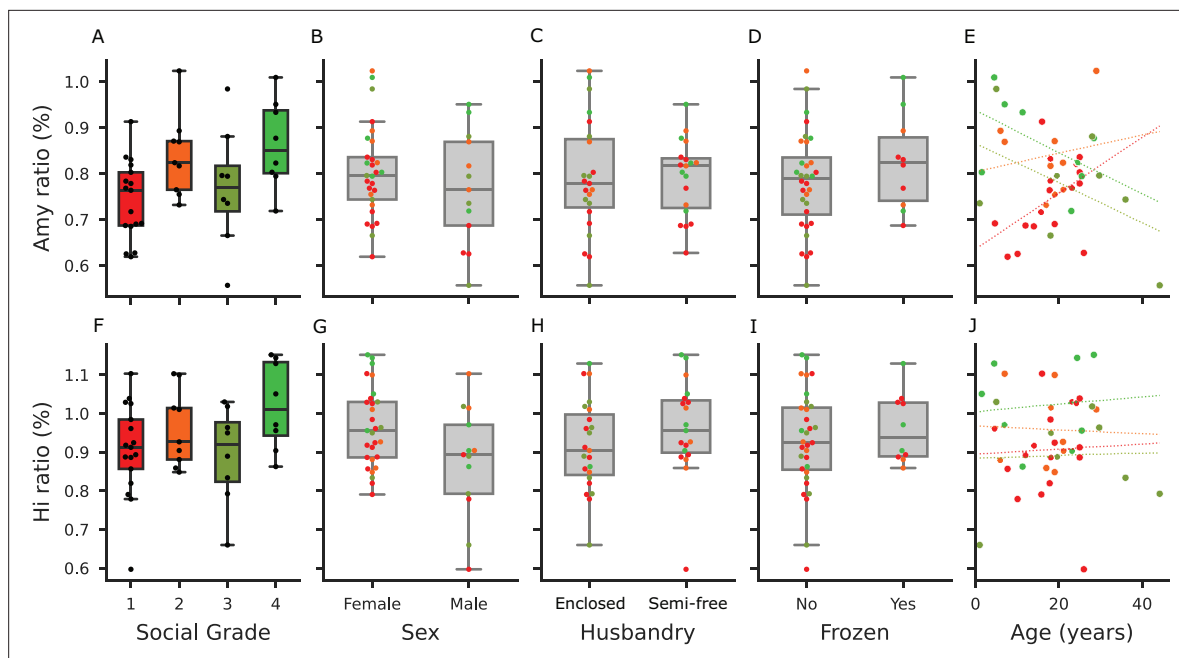 A B C D E
1.0
0.9
0.8
0.7
0.6
Amy ratio (%)
F G H I J
1.1
1.0
0.9
0.8
0.7
0.6
Hi ratio (%)
1 2 3 4 Female Male Enclosed Semi-free No Yes 0 20 40
Social Grade Sex Husbandry Frozen Age (years)